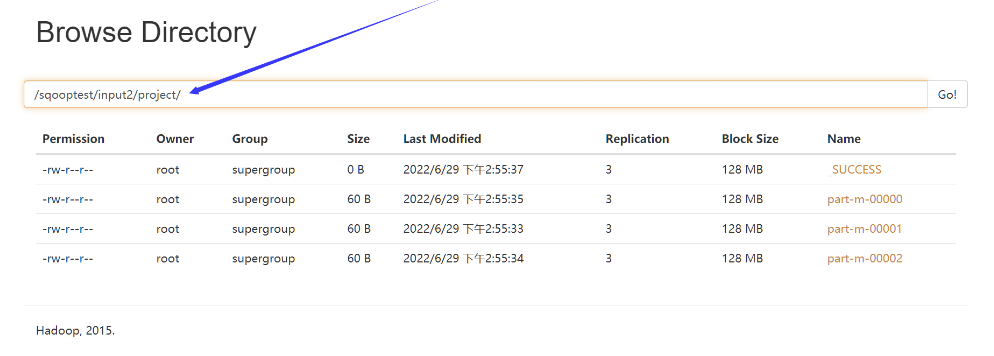 Browse Directory
/sqooptest/input2/project/ Go!
Permission Owner Group Size Last Modified Replication Block Size Name
-rw-r--r-- root supergroup 0 B 2022/6/29 下午2:55:37 3 128 MB _SUCCESS
-rw-r--r-- root supergroup 60 B 2022/6/29 下午2:55:35 3 128 MB part-m-00000
-rw-r--r-- root supergroup 60 B 2022/6/29 下午2:55:33 3 128 MB part-m-00001
-rw-r--r-- root supergroup 60 B 2022/6/29 下午2:55:34 3 128 MB part-m-00002
Hadoop, 2015.